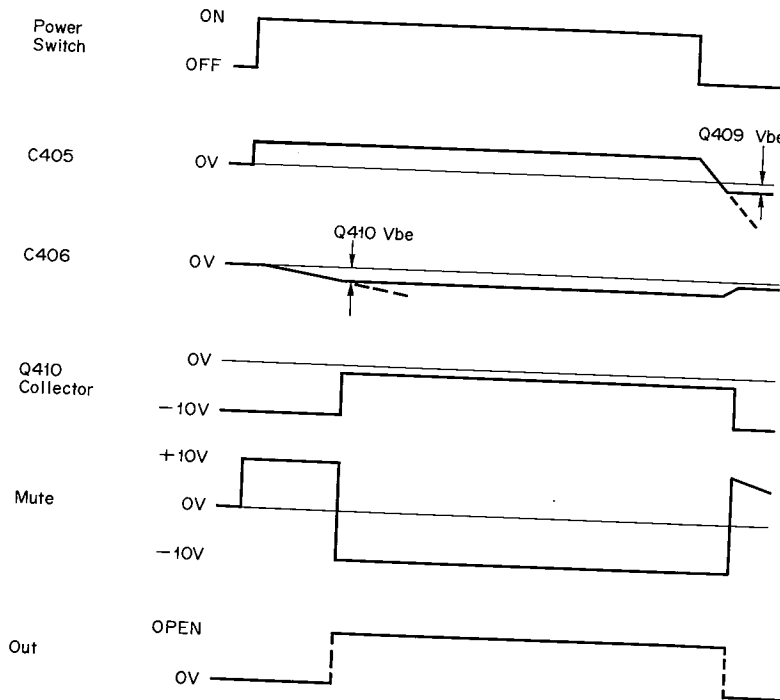 Power
Switch
ON
OFF
C405
0V
Q409 Vbe
C406
0V
Q410 Vbe
Q410
Collector
0V
−10V
Mute
+10V
0V
−10V
Out
OPEN
0V